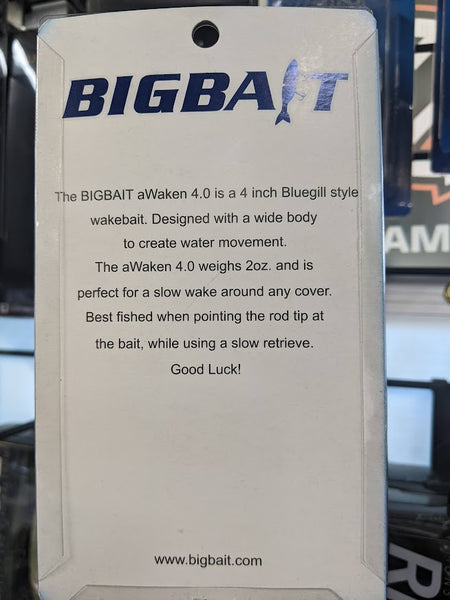 BIGBAIT
The BIGBAIT aWaken 4.0 is a 4 inch Bluegill style
wakebait. Designed with a wide body
to create water movement.
The aWaken 4.0 weighs 2oz. and is
perfect for a slow wake around any cover.
Best fished when pointing the rod tip at
the bait, while using a slow retrieve.
Good Luck!
www.bigbait.com
AM